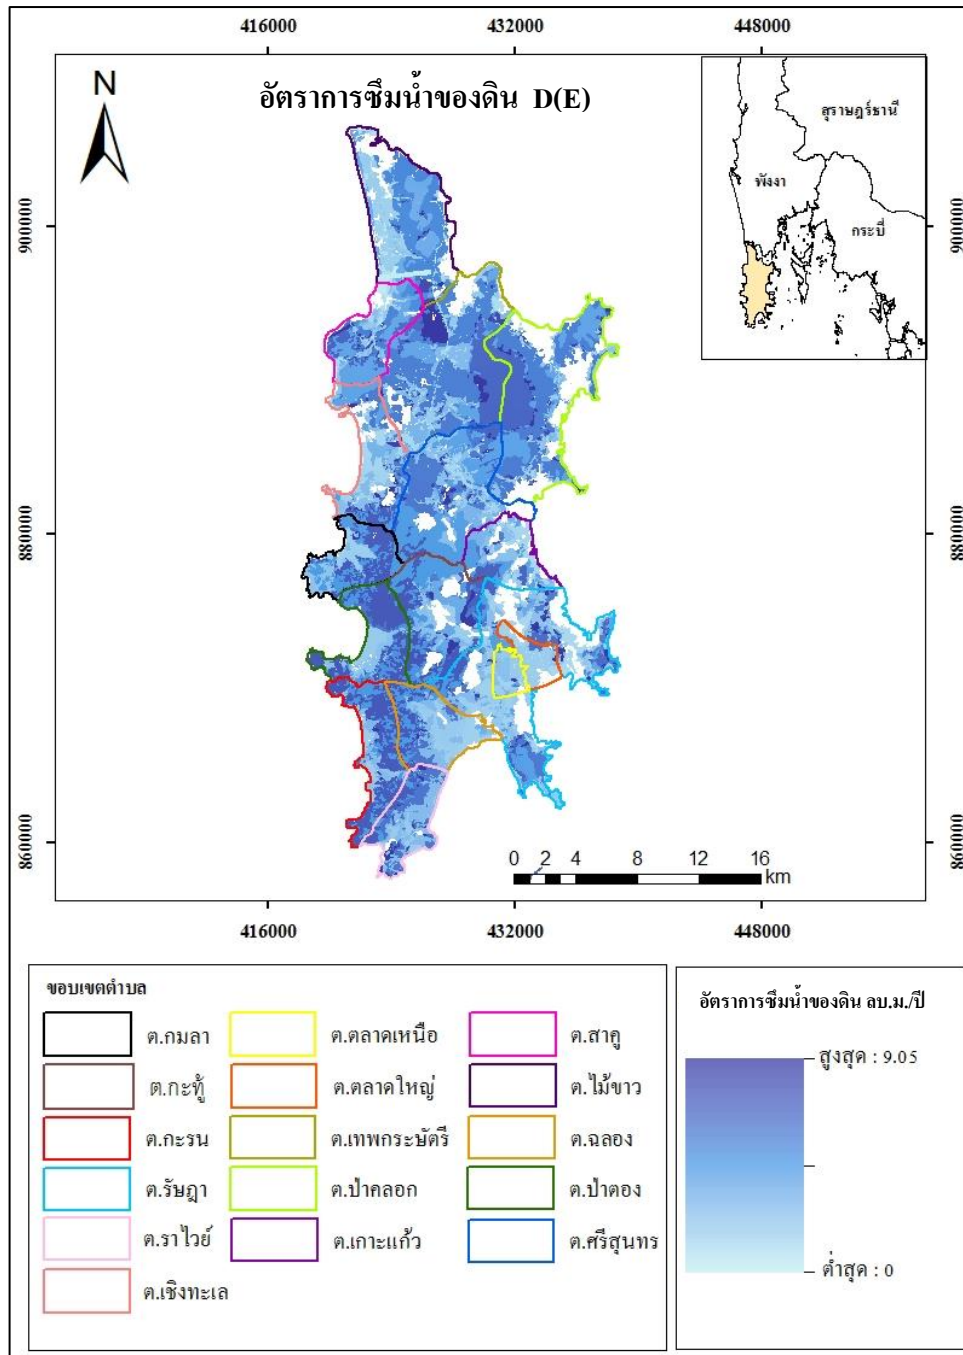 416000 432000 448000
N
อัตราการซึมน้ำของดิน D(E)
สุราษฎร์ธานี
พังงา
กระบี่
900000 900000
880000 880000
860000 860000
0 2 4 8 12 16
km
416000 432000 448000
ขอบเขตตำบล
ต.กมลา
ต.กะทู้
ต.กะรน
ต.รัษฎา
ต.ราไวย์
ต.เชิงทะเล
ต.ตลาดเหนือ
ต.ตลาดใหญ่
ต.เทพกระษัตรี
ต.ป่าคลอก
ต.เกาะแก้ว
ต.สาคู
ต.ไม้ขาว
ต.ฉลอง
ต.ป่าตอง
ต.ศรีสุนทร
อัตราการซึมน้ำของดิน ลบ.ม./ปี
สูงสุด : 9.05
ต่ำสุด : 0